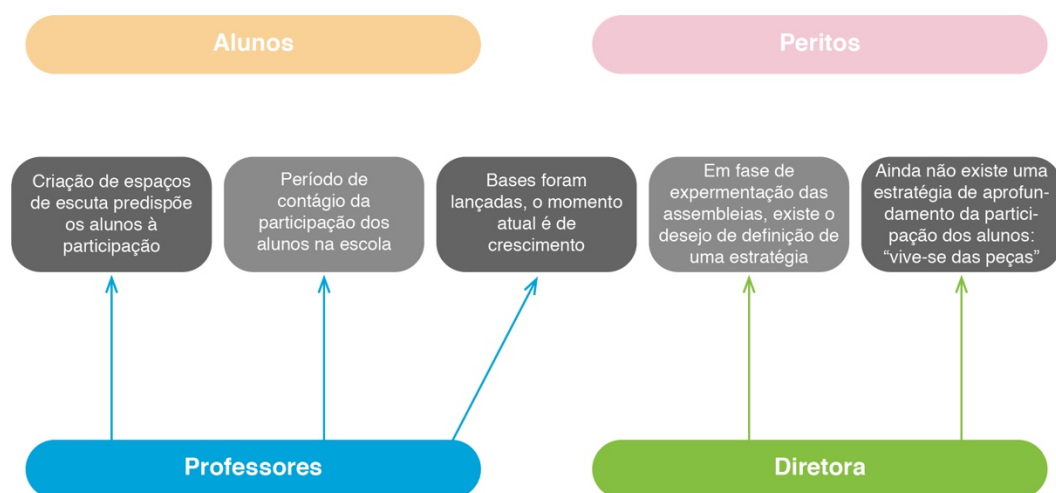 Alunos
Peritos
Criação de espaços
de escuta predispõe
os alunos à
participação
Período de
contágio da
participação dos
alunos na escola
Bases foram
lançadas, o momento
atual é de
crescimento
Em fase de
expermentação das
assembleias, existe o
desejo de definição de
uma estratégia
Ainda não existe uma
estratégia de aprofun-
damento da partici-
pação dos alunos:
“vive-se das peças”
Professores
Diretora